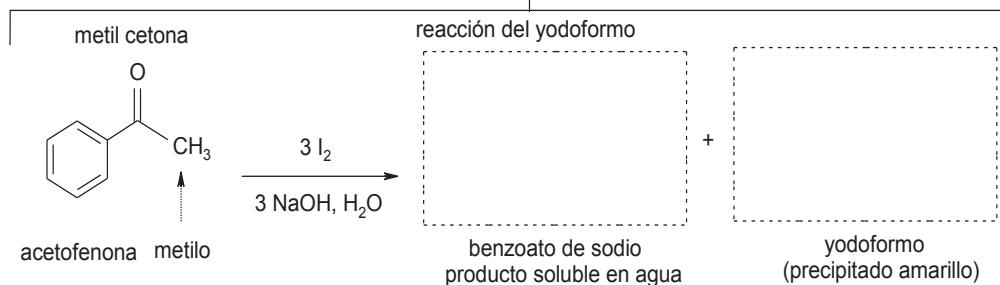 metil cetona
reacción del yodoformo
O
CH₃
3 I₂
3 NaOH, H₂O
+
acetofenona metilo
benzoato de sodio
producto soluble en agua
yodoformo
(precipitado amarillo)